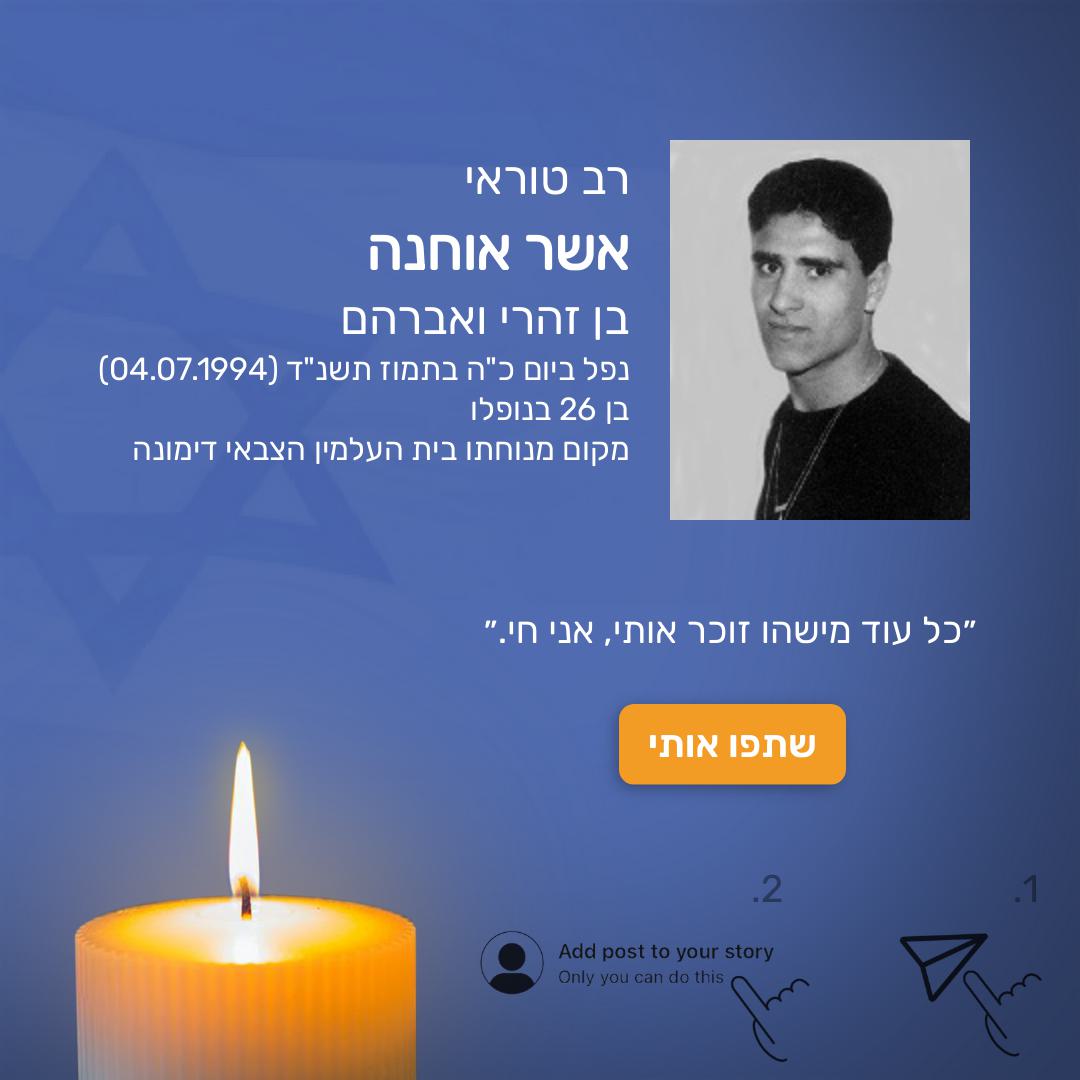 רב טוראי
אשר אוחנה
בן זהרי ואברהם
נפל ביום כ"ה בתמוז תשנ"ד (04.07.1994)
בן 26 בנופלו
מקום מנוחתו בית העלמין הצבאי דימונה
״כל עוד מישהו זוכר אותי, אני חי.״
שתפו אותי
.1
.2
Add post to your story
Only you can do this